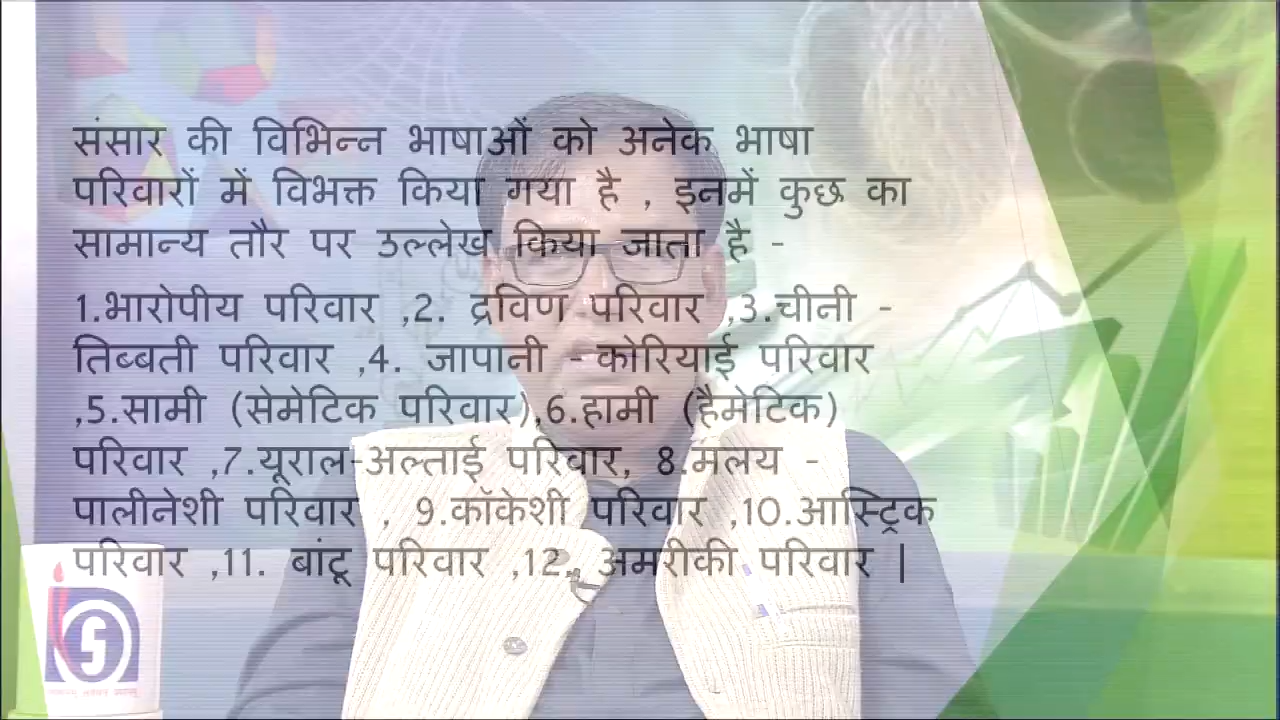 संसार की विभिन्न भाषाओं को अनेक भाषा
परिवारों में विभक्त किया गया है , इनमें कुछ का
सामान्य तौर पर उल्लेख किया जाता है -
1.भारोपीय परिवार ,2. द्रविण परिवार ,3.चीनी -
तिब्बती परिवार ,4. जापानी - कोरियाई परिवार
,5.सामी (सेमेटिक परिवार),6.हामी (हैमेटिक)
परिवार ,7.यूराल-अल्ताई परिवार, 8.मलय -
पालीनेशी परिवार , 9.कॉकेशी परिवार ,10.आस्ट्रिक
परिवार ,11. बांटू परिवार ,12. अमरीकी परिवार |